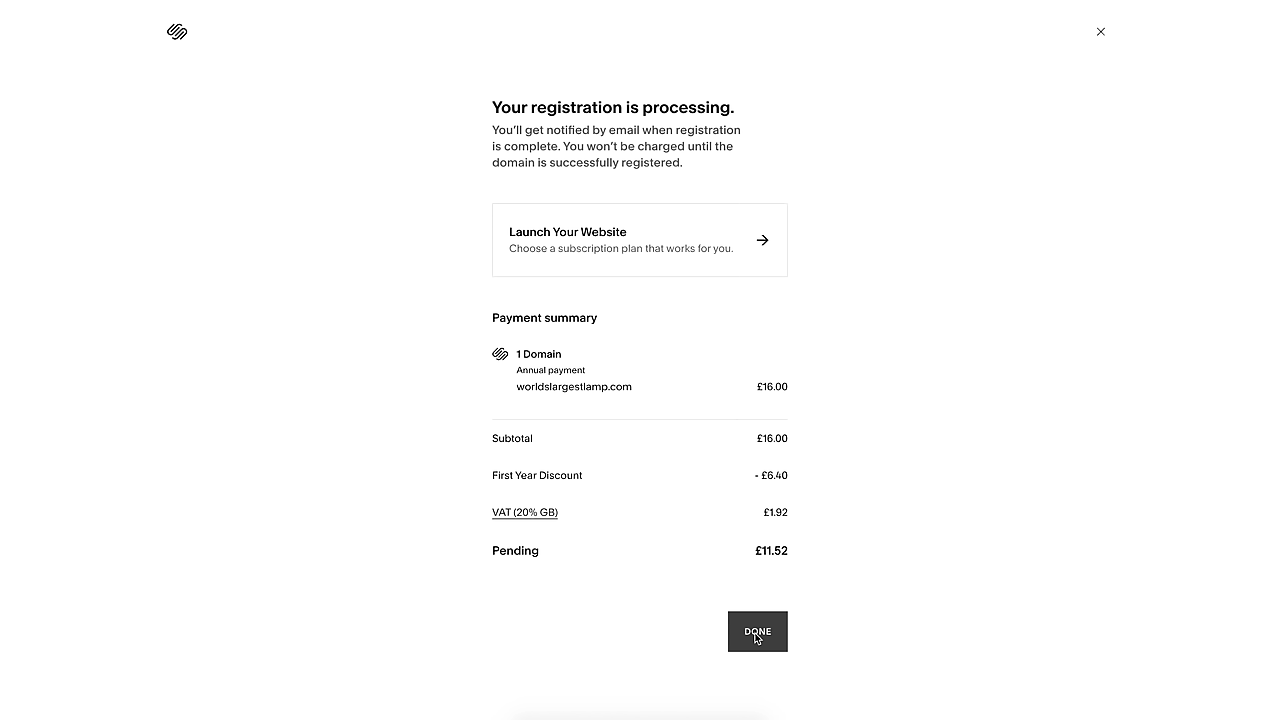 Your registration is processing.
You'll get notified by email when registration
is complete. You won't be charged until the
domain is successfully registered.
Launch Your Website
Choose a subscription plan that works for you.
Payment summary
1 Domain
Annual payment
worldslargestlamp.com £16.00
Subtotal £16.00
First Year Discount - £6.40
VAT (20% GB) £1.92
Pending £11.52
DONE